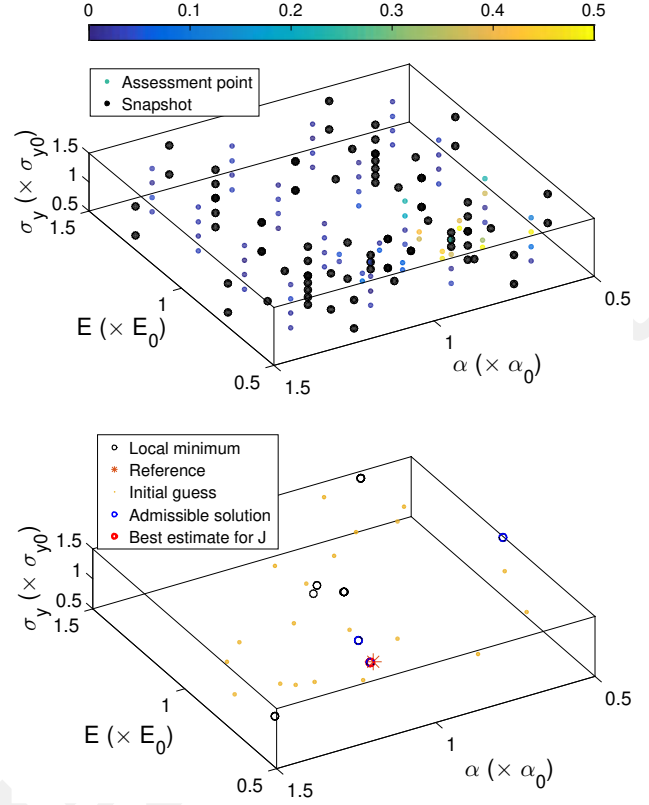 0 0.1 0.2 0.3 0.4 0.5
Assessment point
Snapshot
σy (× σy0)
1.5
1
0.5
1.5
1
0.5
E (× E0)
1.5
1
0.5
α (× α0)
Local minimum
Reference
Initial guess
Admissible solution
Best estimate for J
σy (× σy0)
1.5
1
0.5
1.5
1
0.5
E (× E0)
1.5
1
0.5
α (× α0)